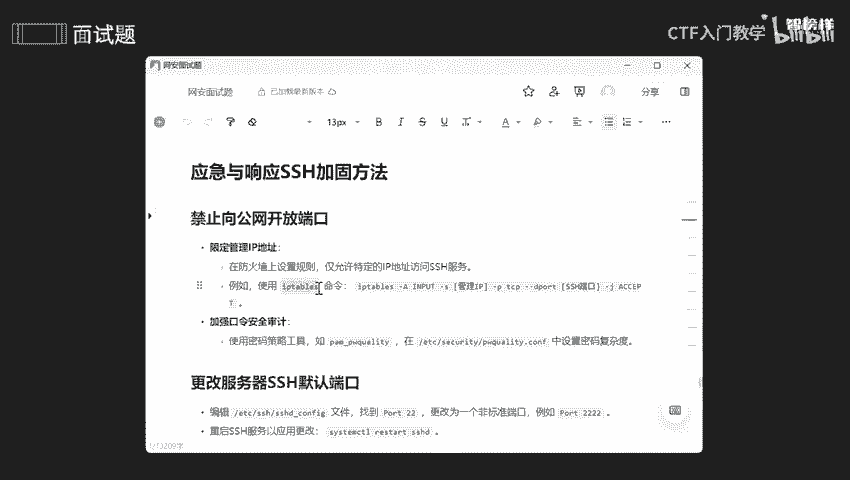 面试题
CTF入门教学
智榜样
bilibili
网安面试题
网安面试题
已加载最新版本
分享
13px
B I S U
应急与响应SSH加固方法
禁止向公网开放端口
• 限定管理IP地址:
在防火墙上设置规则，仅允许特定的IP地址访问SSH服务。
例如，使用 iptables 命令： iptables -A INPUT -s [管理IP] -p tcp --dport [SSH端口] -j ACCEP
T 。
• 加强口令安全审计:
使用密码策略工具，如 pam_pwquality ，在 /etc/security/pwquality.conf 中设置密码复杂度。
更改服务器SSH默认端口
• 编辑 /etc/ssh/sshd_config 文件，找到 Port 22 ，更改为一个非标准端口，例如 Port 2222 。
• 重启SSH服务以应用更改： systemctl restart sshd 。